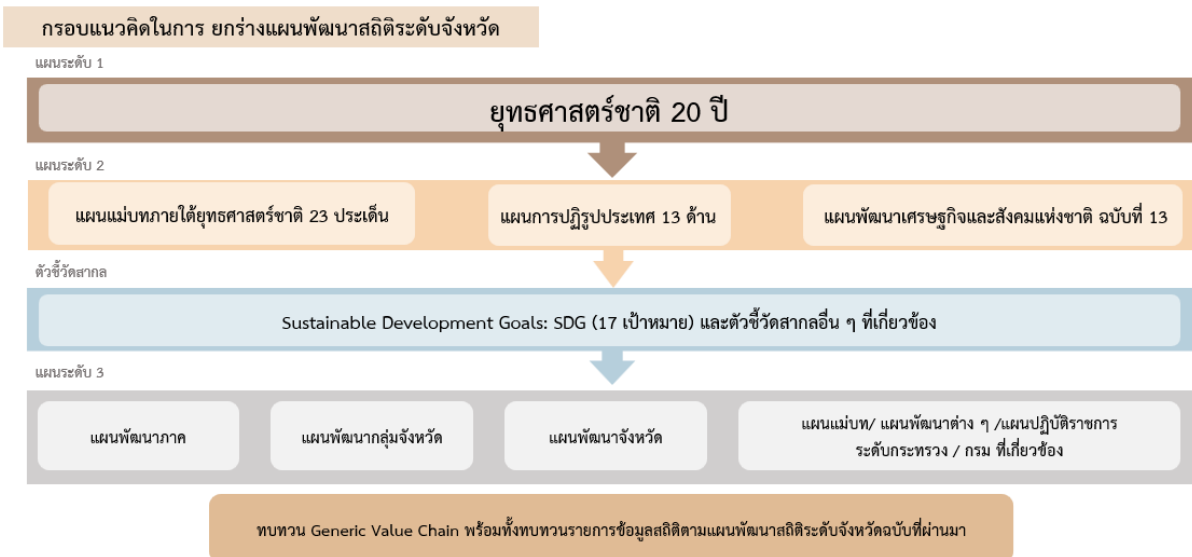 กรอบแนวคิดในการ ยกร่างแผนพัฒนาสถิติระดับจังหวัด
แผนระดับ 1
ยุทธศาสตร์ชาติ 20 ปี
แผนระดับ 2
แผนแม่บทภายใต้ยุทธศาสตร์ชาติ 23 ประเด็น
แผนการปฏิรูปประเทศ 13 ด้าน
แผนพัฒนาเศรษฐกิจและสังคมแห่งชาติ ฉบับที่ 13
ตัวชี้วัดสากล
Sustainable Development Goals: SDG (17 เป้าหมาย) และตัวชี้วัดสากลอื่น ๆ ที่เกี่ยวข้อง
แผนระดับ 3
แผนพัฒนาภาค
แผนพัฒนากลุ่มจังหวัด
แผนพัฒนาจังหวัด
แผนแม่บท/ แผนพัฒนาต่าง ๆ /แผนปฏิบัติราชการ
ระดับกระทรวง / กรม ที่เกี่ยวข้อง
ทบทวน Generic Value Chain พร้อมทั้งทบทวนรายการข้อมูลสถิติตามแผนพัฒนาสถิติระดับจังหวัดฉบับที่ผ่านมา